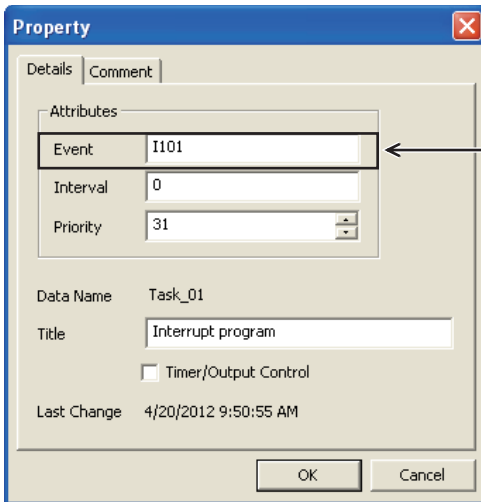 Property
Details Comment
Attributes
Event I101
Interval 0
Priority 31
Data Name Task_01
Title Interrupt program
Timer/Output Control
Last Change 4/20/2012 9:50:55 AM
OK Cancel